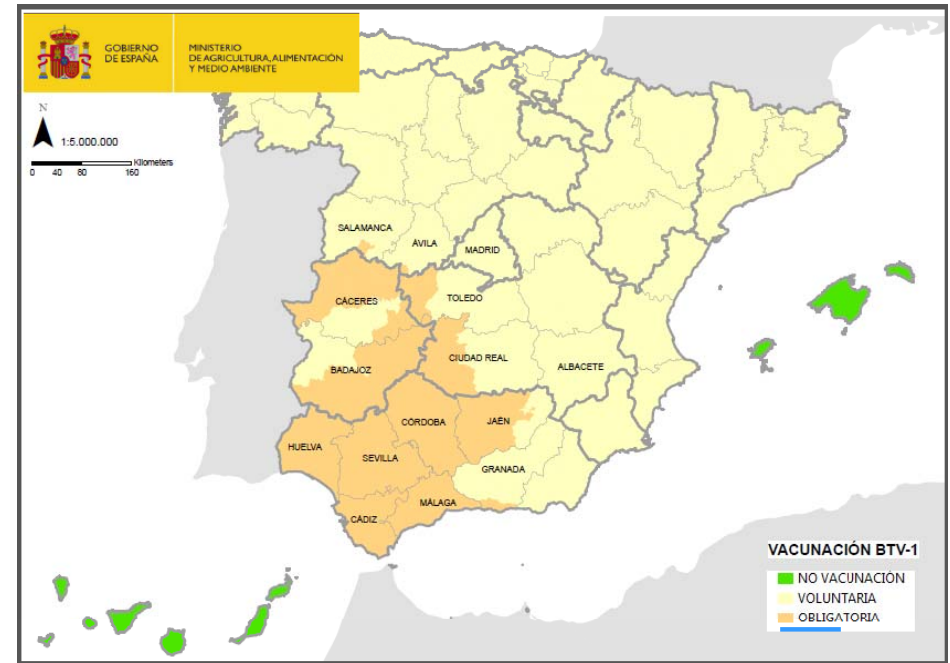 GOBIERNO
DE ESPAÑA
MINISTERIO
DE AGRICULTURA, ALIMENTACIÓN
Y MEDIO AMBIENTE
N
1:5.000.000
Kilometers
0 40 80 160
SALAMANCA
ÁVILA
MADRID
CÁCERES
TOLEDO
BADAJOZ
CIUDAD REAL
ALBACETE
CÓRDOBA
JAÉN
HUELVA
SEVILLA
GRANADA
MÁLAGA
CÁDIZ
VACUNACIÓN BTV-1
NO VACUNACIÓN
VOLUNTARIA
OBLIGATORIA